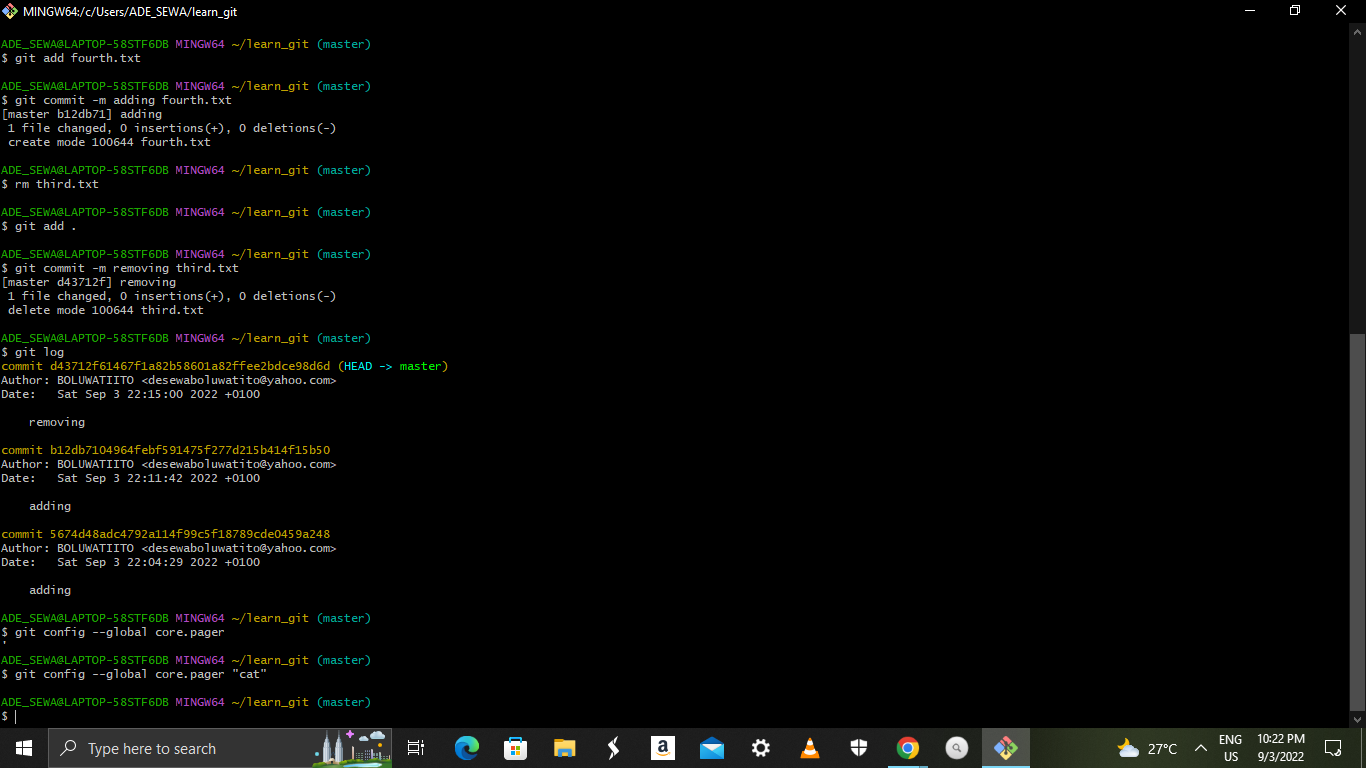 MINGW64:/c/Users/ADE_SEWA/learn_git
ADE_SEWA@LAPTOP-58STF6DB MINGW64 ~/learn_git (master)
$ git add fourth.txt
ADE_SEWA@LAPTOP-58STF6DB MINGW64 ~/learn_git (master)
$ git commit -m adding fourth.txt
[master b12db71] adding
1 file changed, 0 insertions(+), 0 deletions(-)
create mode 100644 fourth.txt
ADE_SEWA@LAPTOP-58STF6DB MINGW64 ~/learn_git (master)
$ rm third.txt
ADE_SEWA@LAPTOP-58STF6DB MINGW64 ~/learn_git (master)
$ git add .
ADE_SEWA@LAPTOP-58STF6DB MINGW64 ~/learn_git (master)
$ git commit -m removing third.txt
[master d43712f] removing
1 file changed, 0 insertions(+), 0 deletions(-)
delete mode 100644 third.txt
ADE_SEWA@LAPTOP-58STF6DB MINGW64 ~/learn_git (master)
$ git log
commit d43712f61467f1a82b58601a82ffee2bdce98d6d (HEAD -> master)
Author: BOLUWATIITO <desewaboluwatito@yahoo.com>
Date:   Sat Sep 3 22:15:00 2022 +0100
removing
commit b12db7104964febf591475f277d215b414f15b50
Author: BOLUWATIITO <desewaboluwatito@yahoo.com>
Date:   Sat Sep 3 22:11:42 2022 +0100
adding
commit 5674d48adc4792a114f99c5f18789cde0459a248
Author: BOLUWATIITO <desewaboluwatito@yahoo.com>
Date:   Sat Sep 3 22:04:29 2022 +0100
adding
ADE_SEWA@LAPTOP-58STF6DB MINGW64 ~/learn_git (master)
$ git config --global core.pager
'
ADE_SEWA@LAPTOP-58STF6DB MINGW64 ~/learn_git (master)
$ git config --global core.pager "cat"
ADE_SEWA@LAPTOP-58STF6DB MINGW64 ~/learn_git (master)
$
Type here to search
a
27°C
ENG
US
10:22 PM
9/3/2022